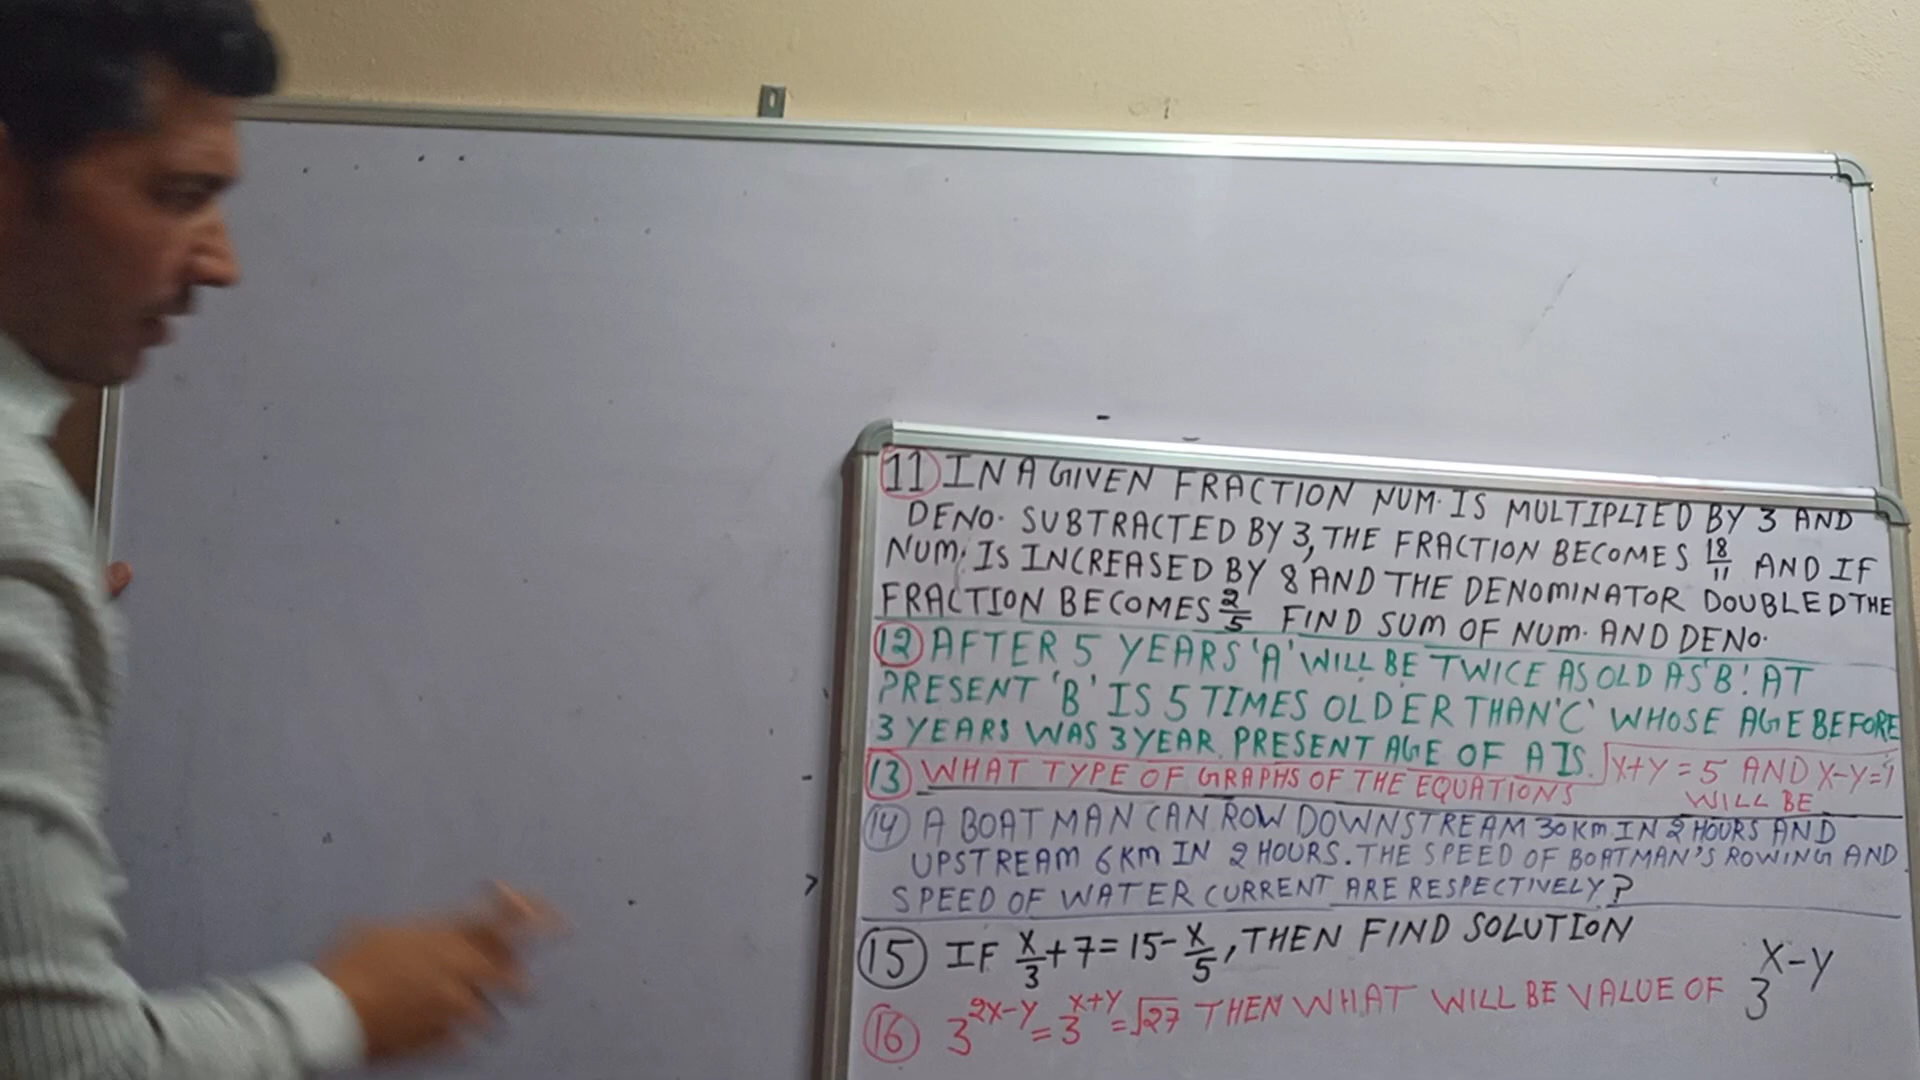 11 IN A GIVEN FRACTION NUM. IS MULTIPLIED BY 3 AND
DENO. SUBTRACTED BY 3, THE FRACTION BECOMES 18/11 AND IF
NUM. IS INCREASED BY 8 AND THE DENOMINATOR DOUBLED THE
FRACTION BECOMES 2/5 FIND SUM OF NUM. AND DENO.
12 AFTER 5 YEARS 'A' WILL BE TWICE AS OLD AS 'B'. AT
PRESENT 'B' IS 5 TIMES OLDER THAN 'C' WHOSE AGE BEFORE
3 YEARS WAS 3 YEAR. PRESENT AGE OF A IS.
13 WHAT TYPE OF GRAPHS OF THE EQUATIONS x+y=5 AND x-y=1
WILL BE
14 A BOATMAN CAN ROW DOWNSTREAM 30 Km IN 2 HOURS AND
UPSTREAM 6 KM IN 2 HOURS. THE SPEED OF BOATMAN'S ROWING AND
SPEED OF WATER CURRENT ARE RESPECTIVELY?
15 IF x/3+7=15-x/5, THEN FIND SOLUTION
16 3^(2x-y)=3^(x+y)=√27 THEN WHAT WILL BE VALUE OF 3^(x-y)